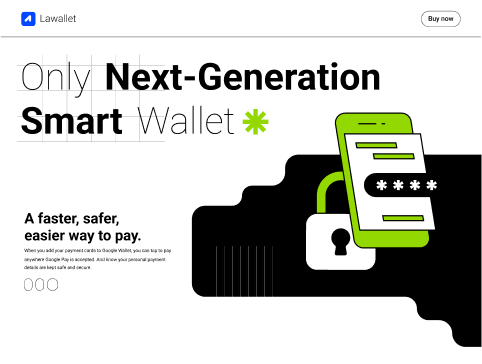 Lawallet
Buy now
Only Next-Generation
Smart Wallet
A faster, safer,
easier way to pay.
When you add your payment cards to Google Wallet, you can tap to pay
anywhere Google Pay is accepted. And know your personal payment
details are kept safe and secure.
****